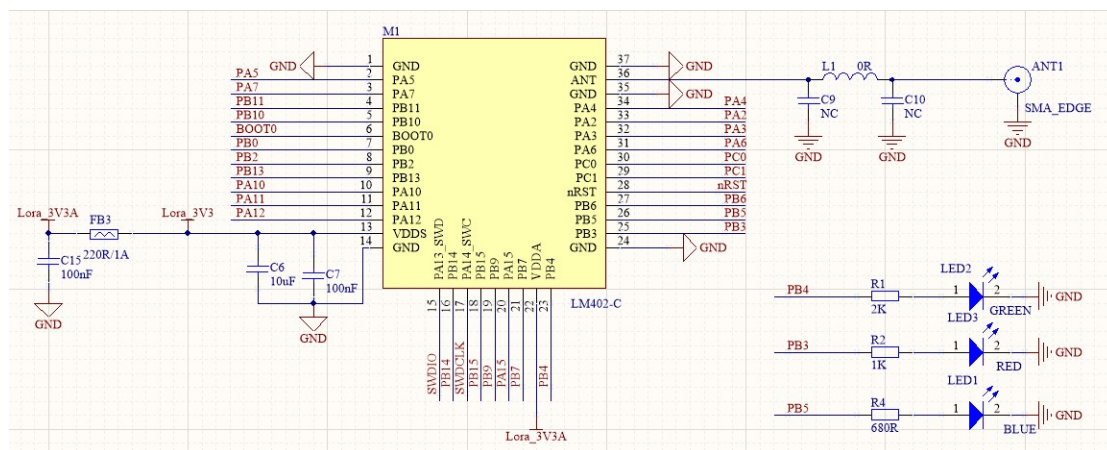 M1
GND 1 GND GND 37 GND
PA5 2 PA5 ANT 36 L1 0R ANT1
PA7 3 PA7 GND 35 GND
PB11 4 PB11 PA4 34 PA4 C9 NC C10 NC SMA_EDGE
PB10 5 PB10 PA2 33 PA2
BOOT0 6 BOOT0 PA3 32 PA3
PB0 7 PB0 PA6 31 PA6 GND GND GND
PB2 8 PB2 PC0 30 PC0
PB13 9 PB13 PC1 29 PC1
PA10 10 PA10 nRST 28 nRST
PA11 11 PA11 PB6 27 PB6
PA12 12 PA12 PB5 26 PB5
Lora_3V3A FB3 Lora_3V3 13 VDDS PB3 25 PB3
220R/1A 14 GND GND 24 GND
C15
100nF
GND
C6
10uF
C7
100nF
GND
PA13_SWD PB14 PA14_SWC PB15 PB9 PA15 PB7 VDDA PB4
LM402-C
15 16 17 18 19 20 21 22 23
SWDIO PB14 SWDCLK PB15 PB9 PA15 PB7 PB4
Lora_3V3A
LED2
PB4 R1 1 2 GND
2K GREEN
LED3
PB3 R2 1 2 GND
1K RED
LED1
PB5 R4 1 2 GND
680R BLUE